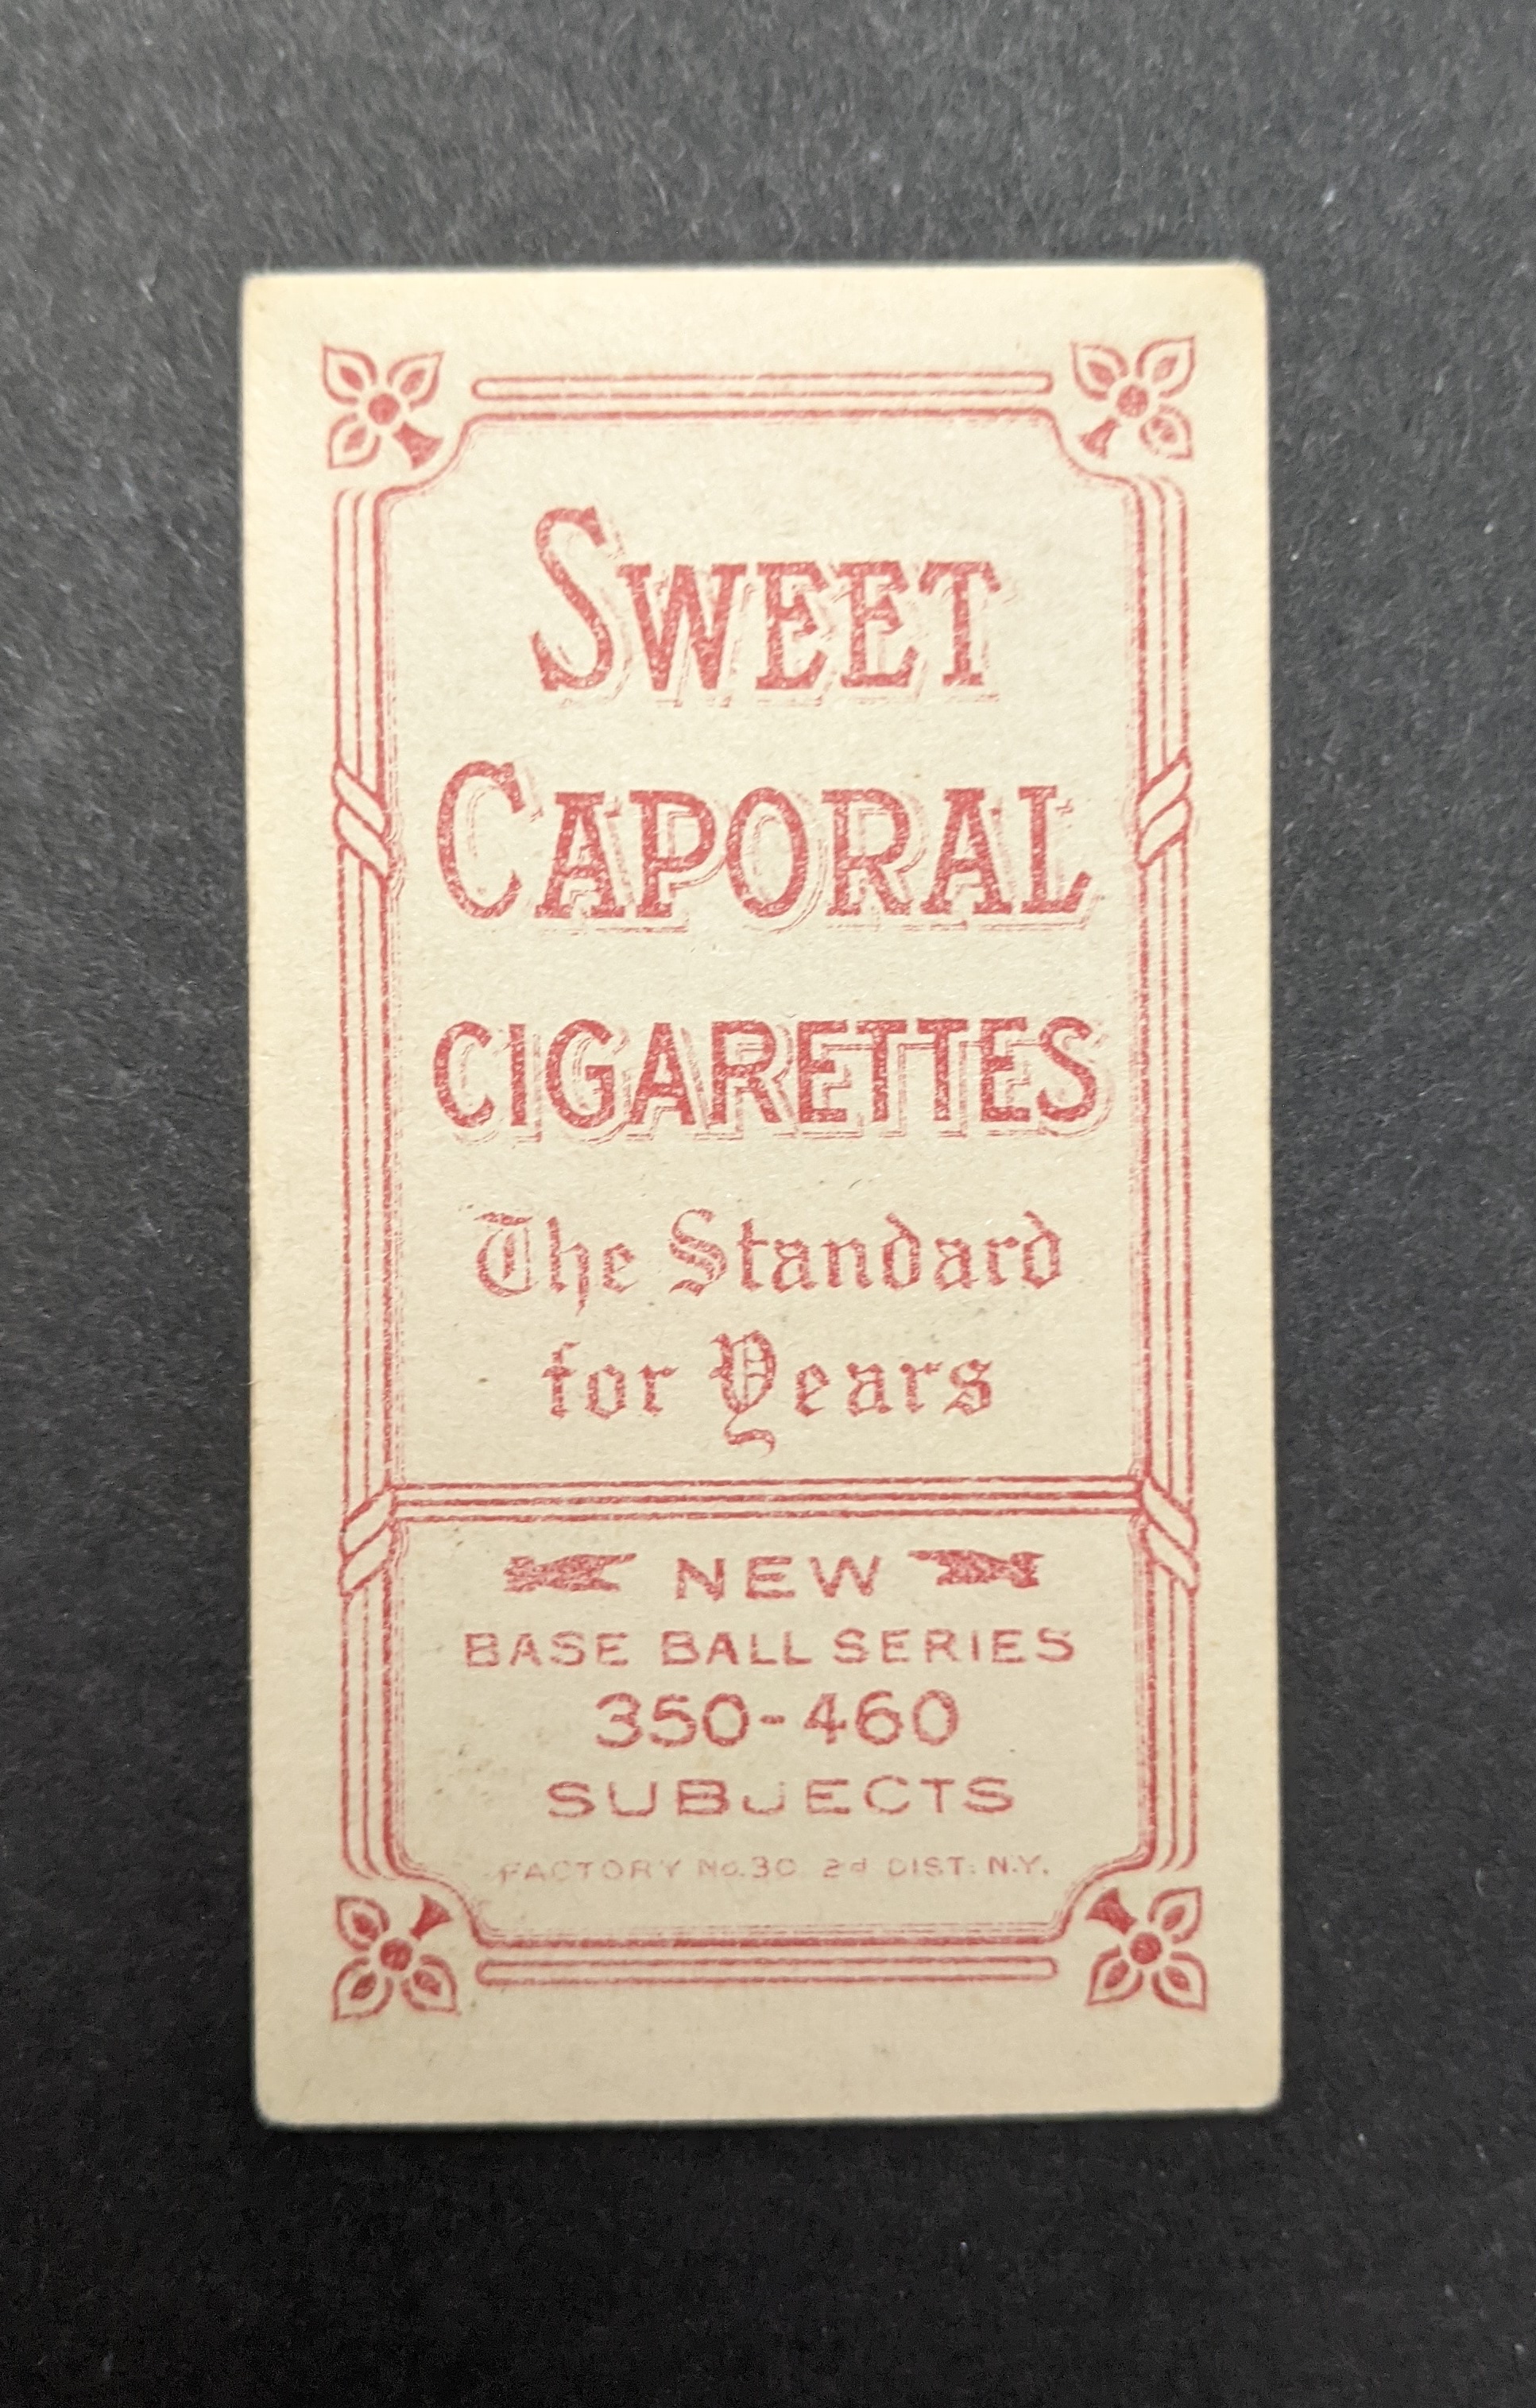 SWEET
CAPORAL
CIGARETTES
The Standard
for Years
NEW
BASE BALL SERIES
350-460
SUBJECTS
FACTORY No. 30 2d DIST. N.Y.